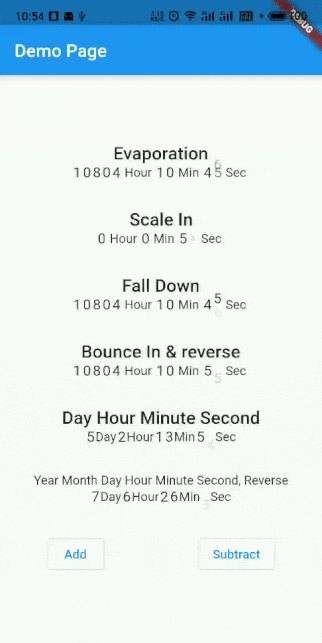 10:54
DEBUG
Demo Page
Evaporation
10804 Hour 10 Min 45 Sec
Scale In
0 Hour 0 Min 5 Sec
Fall Down
10804 Hour 10 Min 45 Sec
Bounce In & reverse
10804 Hour 10 Min 5 Sec
Day Hour Minute Second
5Day2Hour13Min5 Sec
Year Month Day Hour Minute Second, Reverse
7Day6Hour26Min Sec
Add Subtract